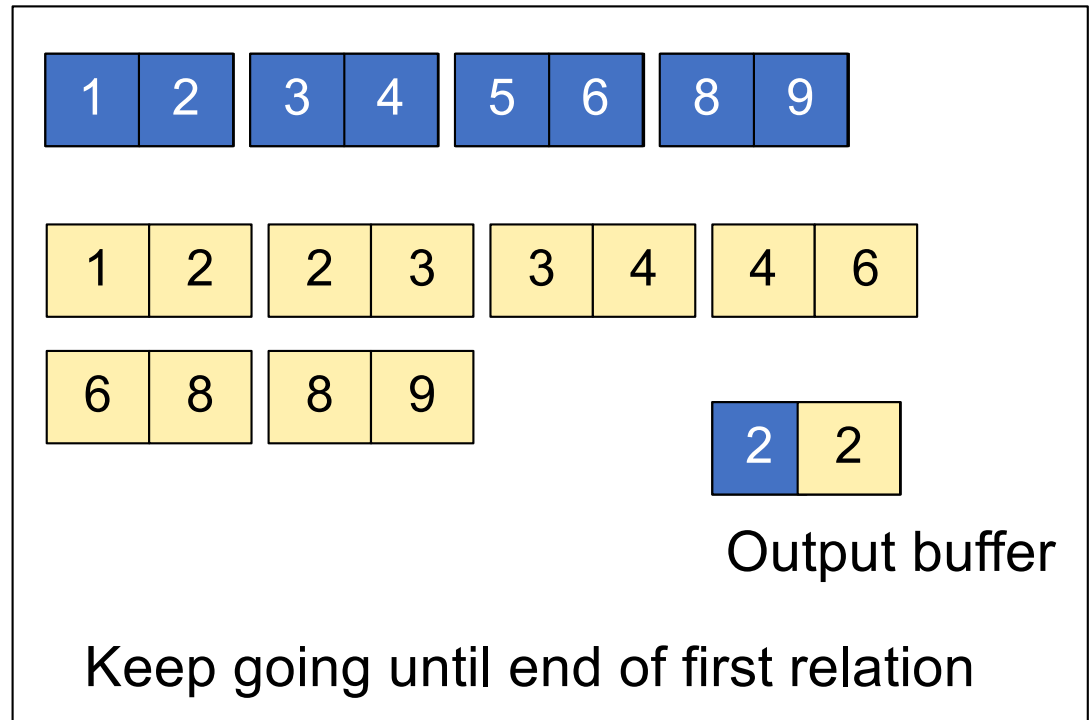 1 2 3 4 5 6 8 9
1 2 2 3 3 4 4 6
6 8 8 9
2 2
Output buffer
Keep going until end of first relation